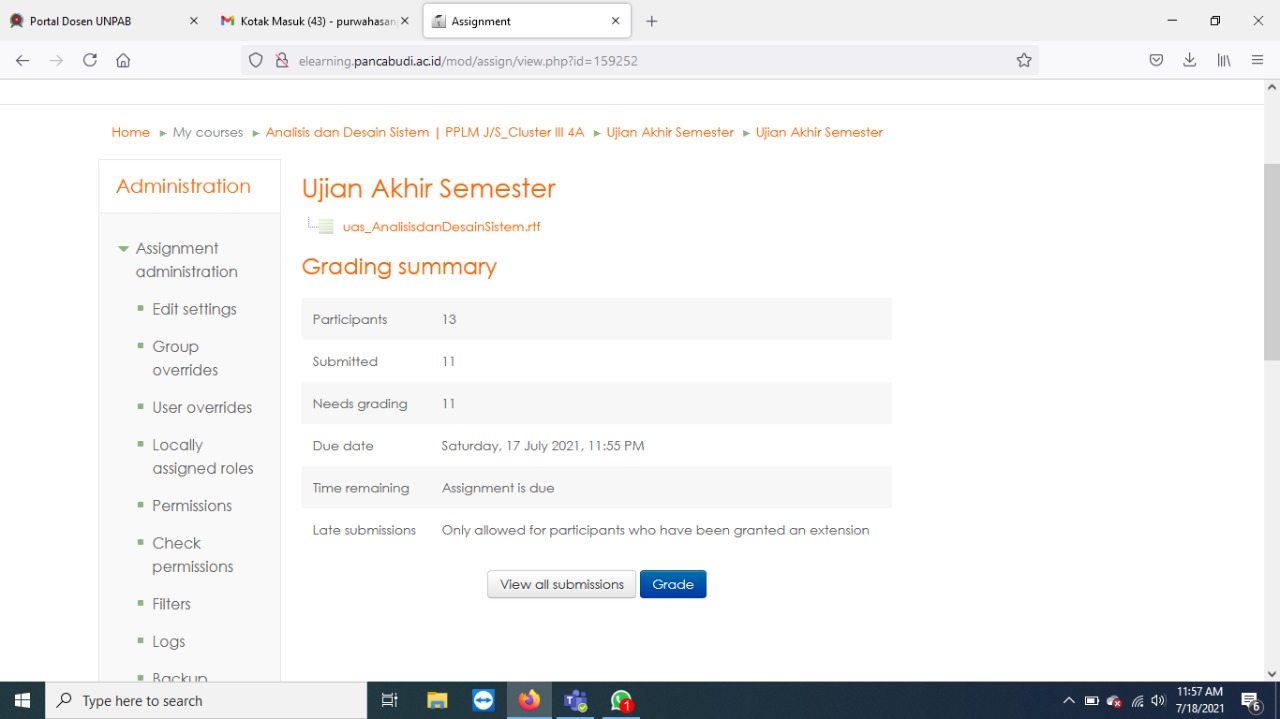 Portal Dosen UNPAB
Kotak Masuk (43) - purwahasan
Assignment
elearning.pancabudi.ac.id/mod/assign/view.php?id=159252
Home ► My courses ► Analisis dan Desain Sistem | PPLM J/S_Cluster III 4A ► Ujian Akhir Semester ► Ujian Akhir Semester
Administration
Assignment
administration
Edit settings
Group
overrides
User overrides
Locally
assigned roles
Permissions
Check
permissions
Filters
Logs
Backup
Ujian Akhir Semester
uas_AnalisisdanDesainSistem.rtf
Grading summary
Participants 13
Submitted 11
Needs grading 11
Due date Saturday, 17 July 2021, 11:55 PM
Time remaining Assignment is due
Late submissions Only allowed for participants who have been granted an extension
View all submissions Grade
Type here to search
1
11:57 AM
7/18/2021
6